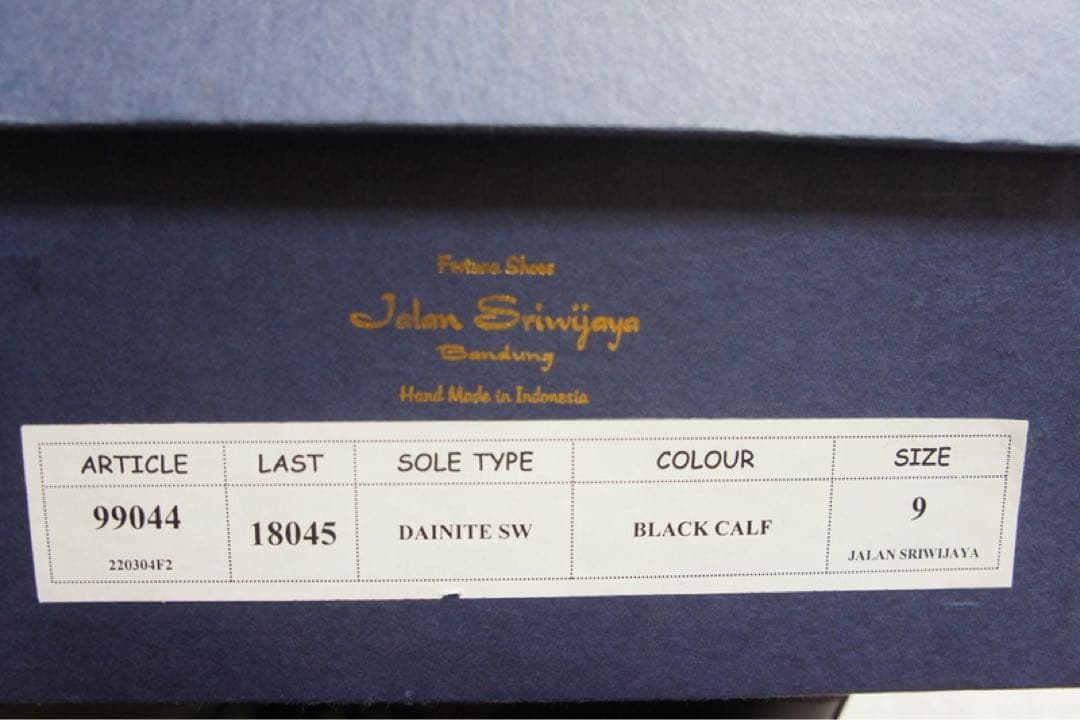 Fortuna Shoes
Jalan Sriwijaya
Bandung
Hand Made in Indonesia
ARTICLE LAST SOLE TYPE COLOUR SIZE
99044 18045 DAINITE SW BLACK CALF 9
220304F2 JALAN SRIWIJAYA